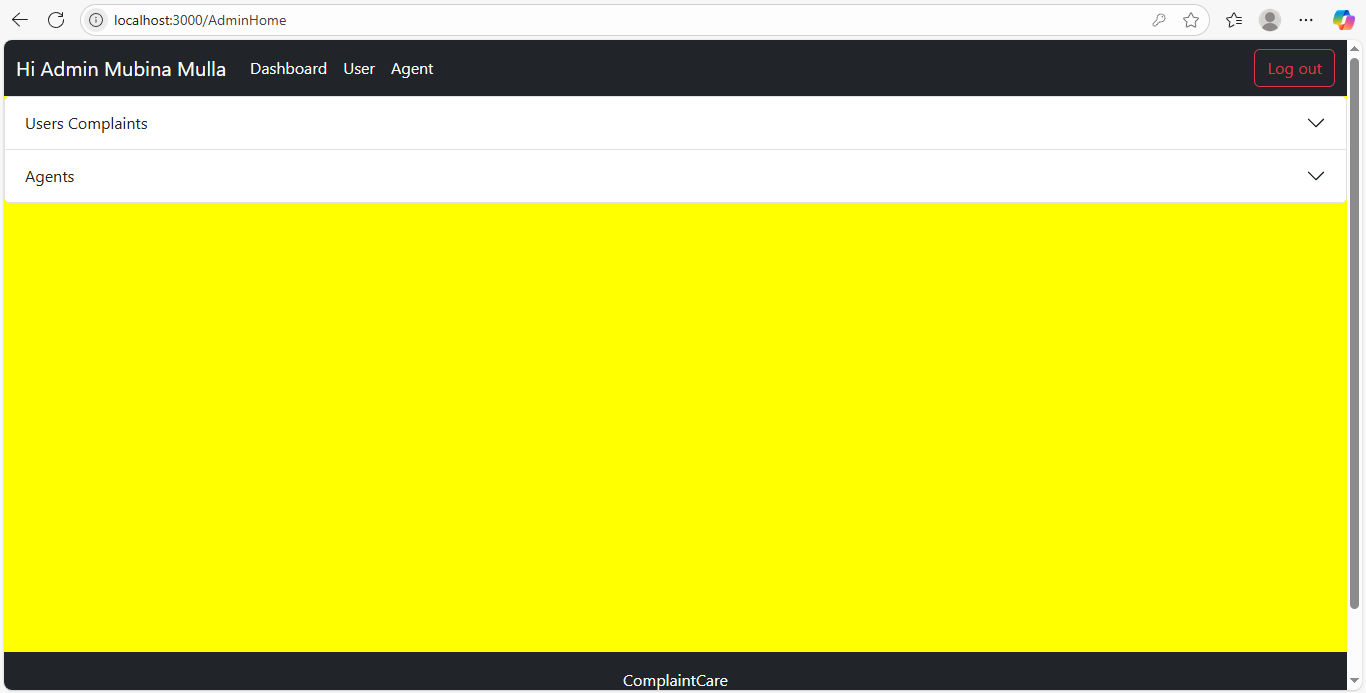 localhost:3000/AdminHome
Hi Admin Mubina Mulla Dashboard User Agent Log out
Users Complaints
Agents
ComplaintCare